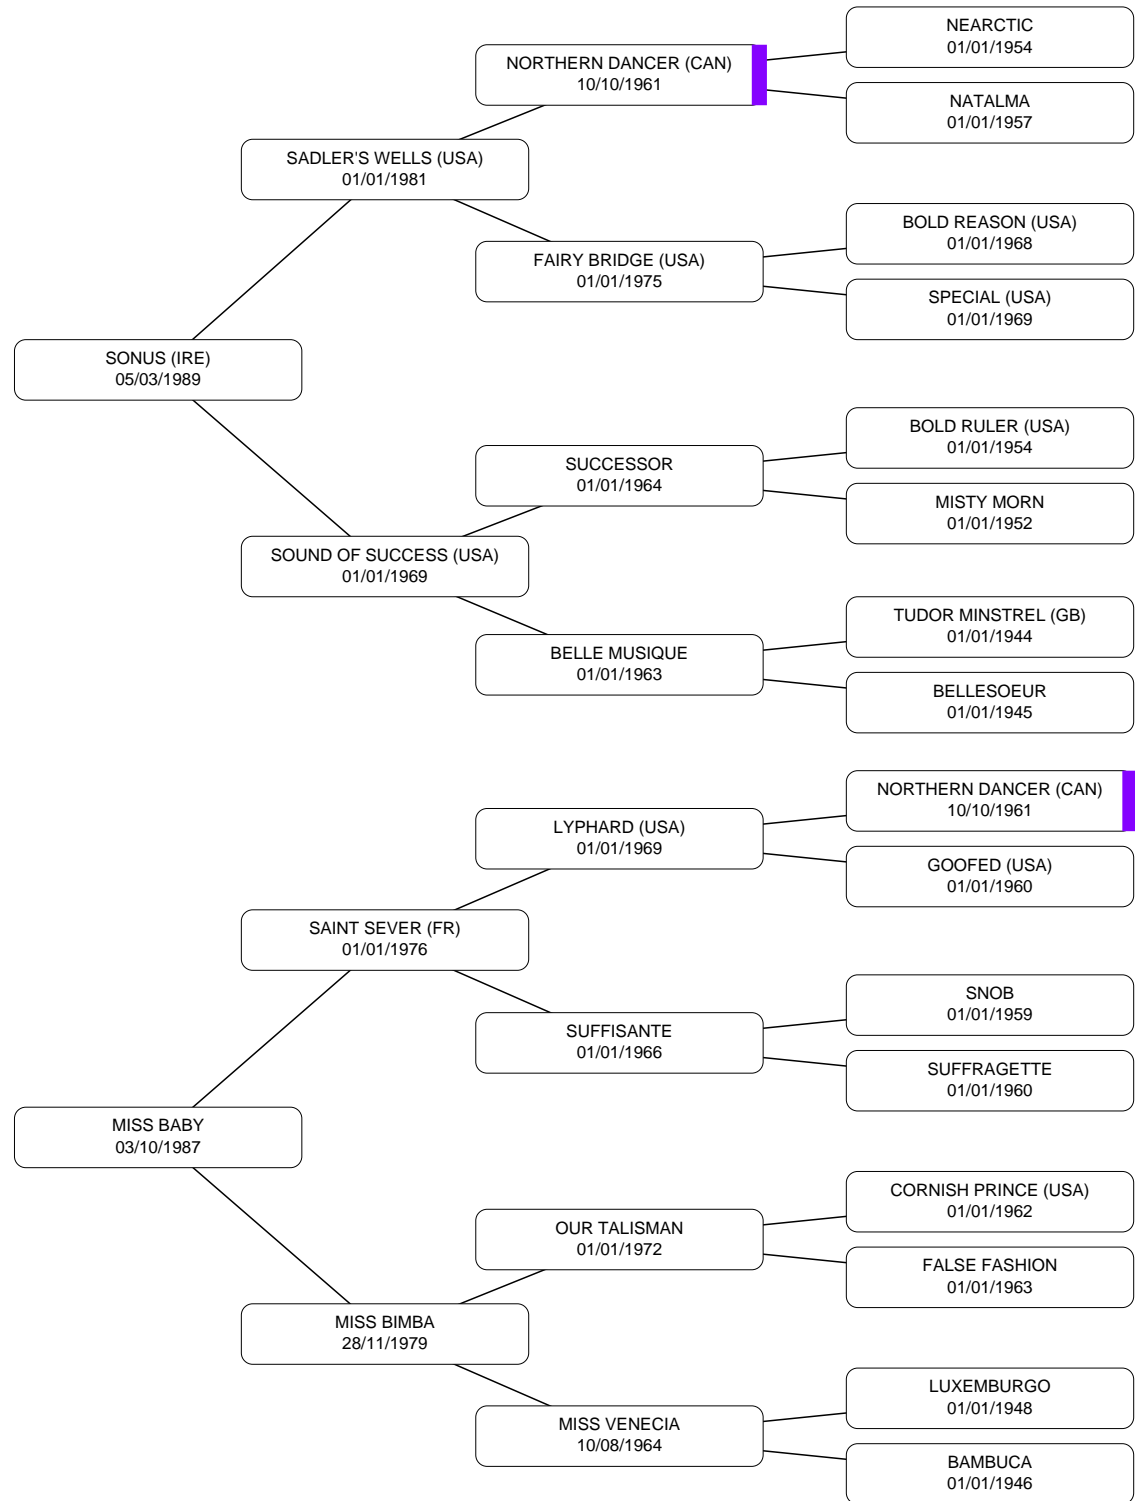 NEARCTIC
01/01/1954
NORTHERN DANCER (CAN)
10/10/1961
NATALMA
01/01/1957
SADLER'S WELLS (USA)
01/01/1981
BOLD REASON (USA)
01/01/1968
FAIRY BRIDGE (USA)
01/01/1975
SPECIAL (USA)
01/01/1969
SONUS (IRE)
05/03/1989
BOLD RULER (USA)
01/01/1954
SUCCESSOR
01/01/1964
MISTY MORN
01/01/1952
SOUND OF SUCCESS (USA)
01/01/1969
TUDOR MINSTREL (GB)
01/01/1944
BELLE MUSIQUE
01/01/1963
BELLESOEUR
01/01/1945
NORTHERN DANCER (CAN)
10/10/1961
LYPHARD (USA)
01/01/1969
GOOFED (USA)
01/01/1960
SAINT SEVER (FR)
01/01/1976
SNOB
01/01/1959
SUFFISANTE
01/01/1966
SUFFRAGETTE
01/01/1960
MISS BABY
03/10/1987
CORNISH PRINCE (USA)
01/01/1962
OUR TALISMAN
01/01/1972
FALSE FASHION
01/01/1963
MISS BIMBA
28/11/1979
LUXEMBURGO
01/01/1948
MISS VENECIA
10/08/1964
BAMBUCA
01/01/1946